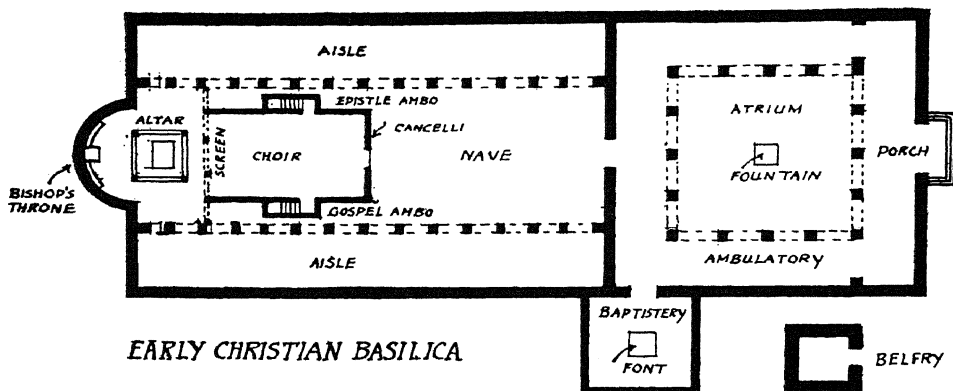 AISLE
EPISTLE AMBO
ALTAR
SCREEN
CHOIR
CANCELLI
NAVE
ATRIUM
FOUNTAIN
PORCH
BISHOP'S
THRONE
GOSPEL AMBO
AISLE
AMBULATORY
BAPTISTERY
FONT
EARLY CHRISTIAN BASILICA
BELFRY